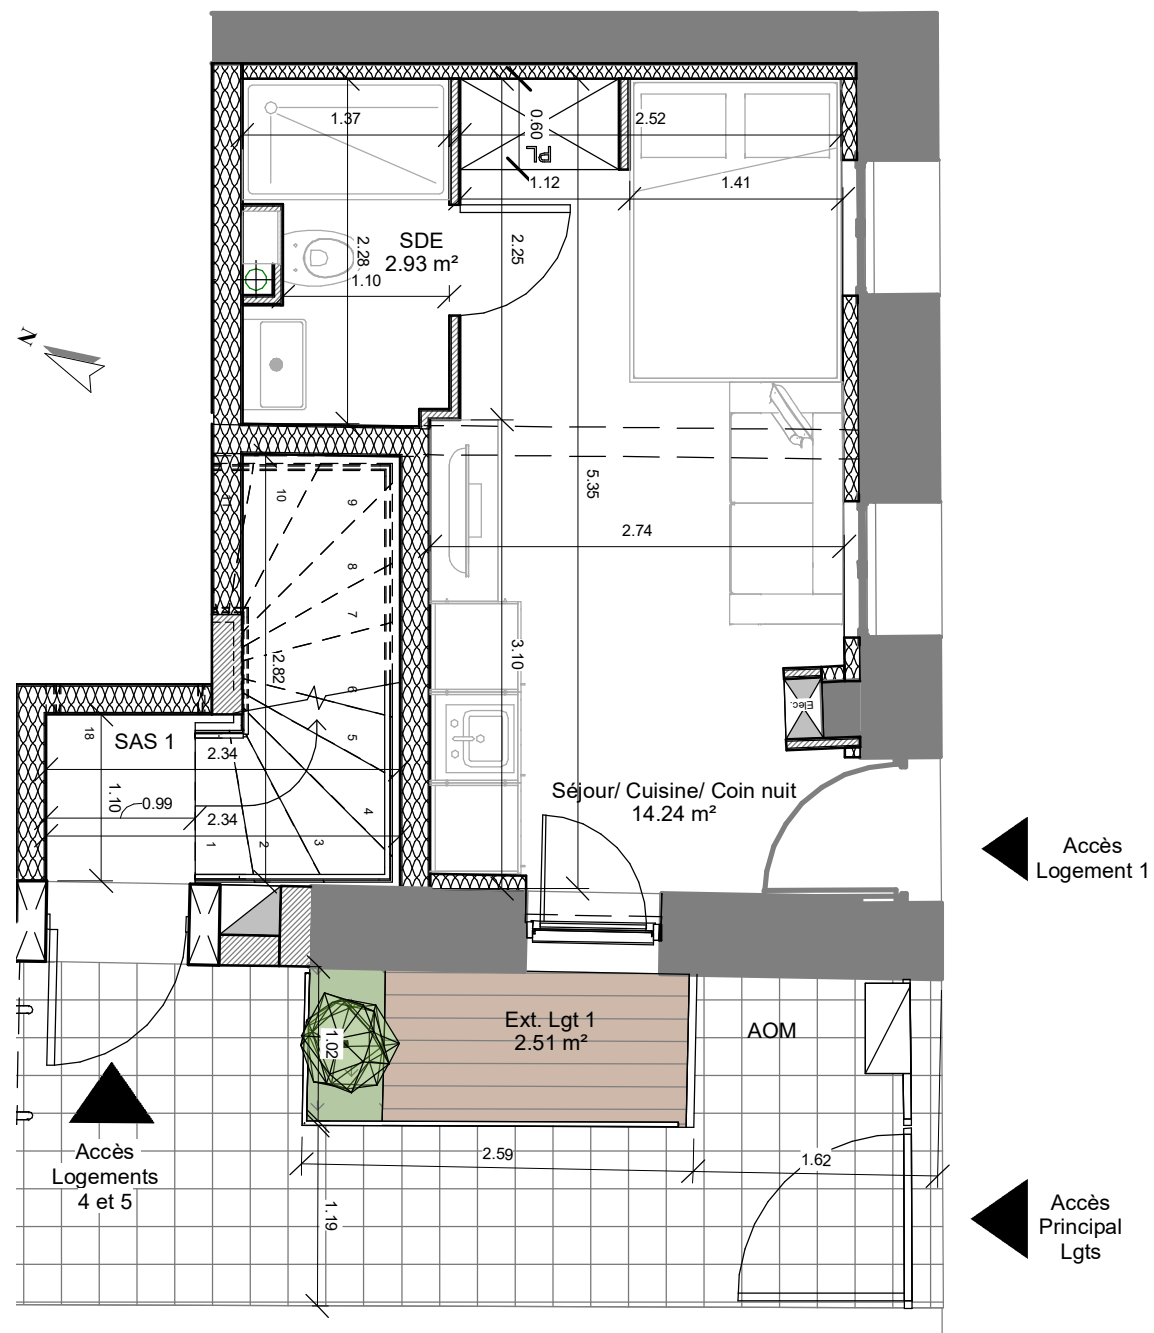 1.37
0.60
PL
2.52
1.12
1.41
SDE
2.93 m²
2.28
1.10
2.25
N
5.35
10
9
8
7
2.74
2.82
3.10
6
5
4
3
2
1
Elec.
18
SAS 1
2.34
1.10
0.99
2.34
Séjour/ Cuisine/ Coin nuit
14.24 m²
Accès
Logement 1
Ext. Lgt 1
2.51 m²
1.02
AOM
Accès
Logements
4 et 5
2.59
1.62
1.19
Accès
Principal
Lgts